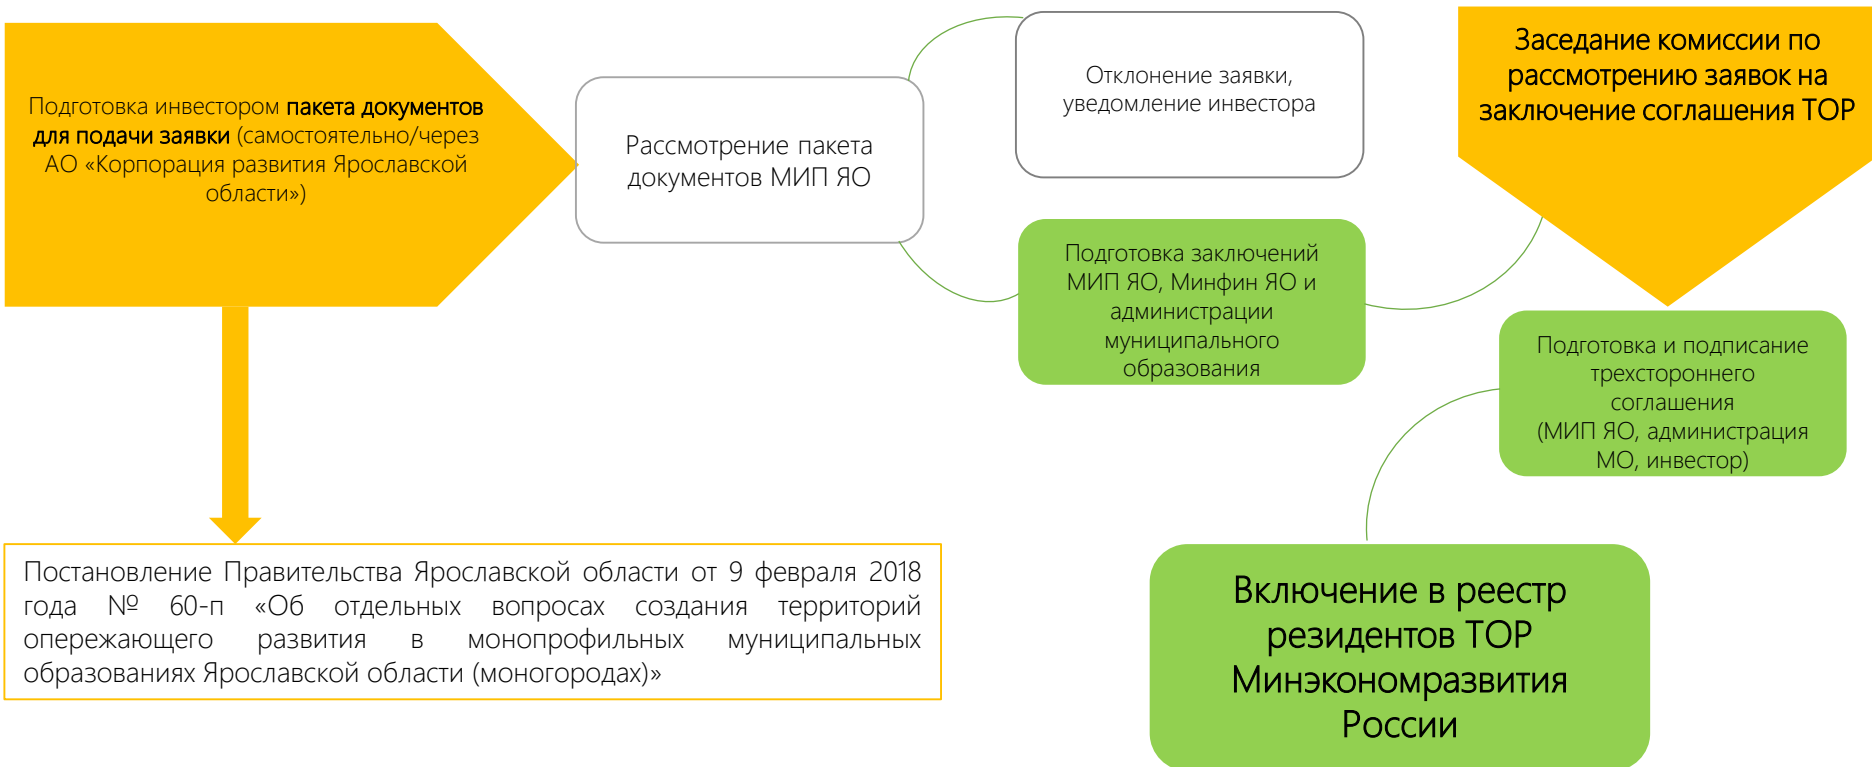 Подготовка инвестором пакета документов
для подачи заявки (самостоятельно/через
АО «Корпорация развития Ярославской
области»)
Рассмотрение пакета
документов МИП ЯО
Отклонение заявки,
уведомление инвестора
Подготовка заключений
МИП ЯО, Минфин ЯО и
администрации
муниципального
образования
Заседание комиссии по
рассмотрению заявок на
заключение соглашения ТОР
Подготовка и подписание
трехстороннего
соглашения
(МИП ЯО, администрация
МО, инвестор)
Включение в реестр
резидентов ТОР
Минэкономразвития
России
Постановление Правительства Ярославской области от 9 февраля 2018
года № 60-п «Об отдельных вопросах создания территорий
опережающего развития в монопрофильных муниципальных
образованиях Ярославской области (моногородах)»